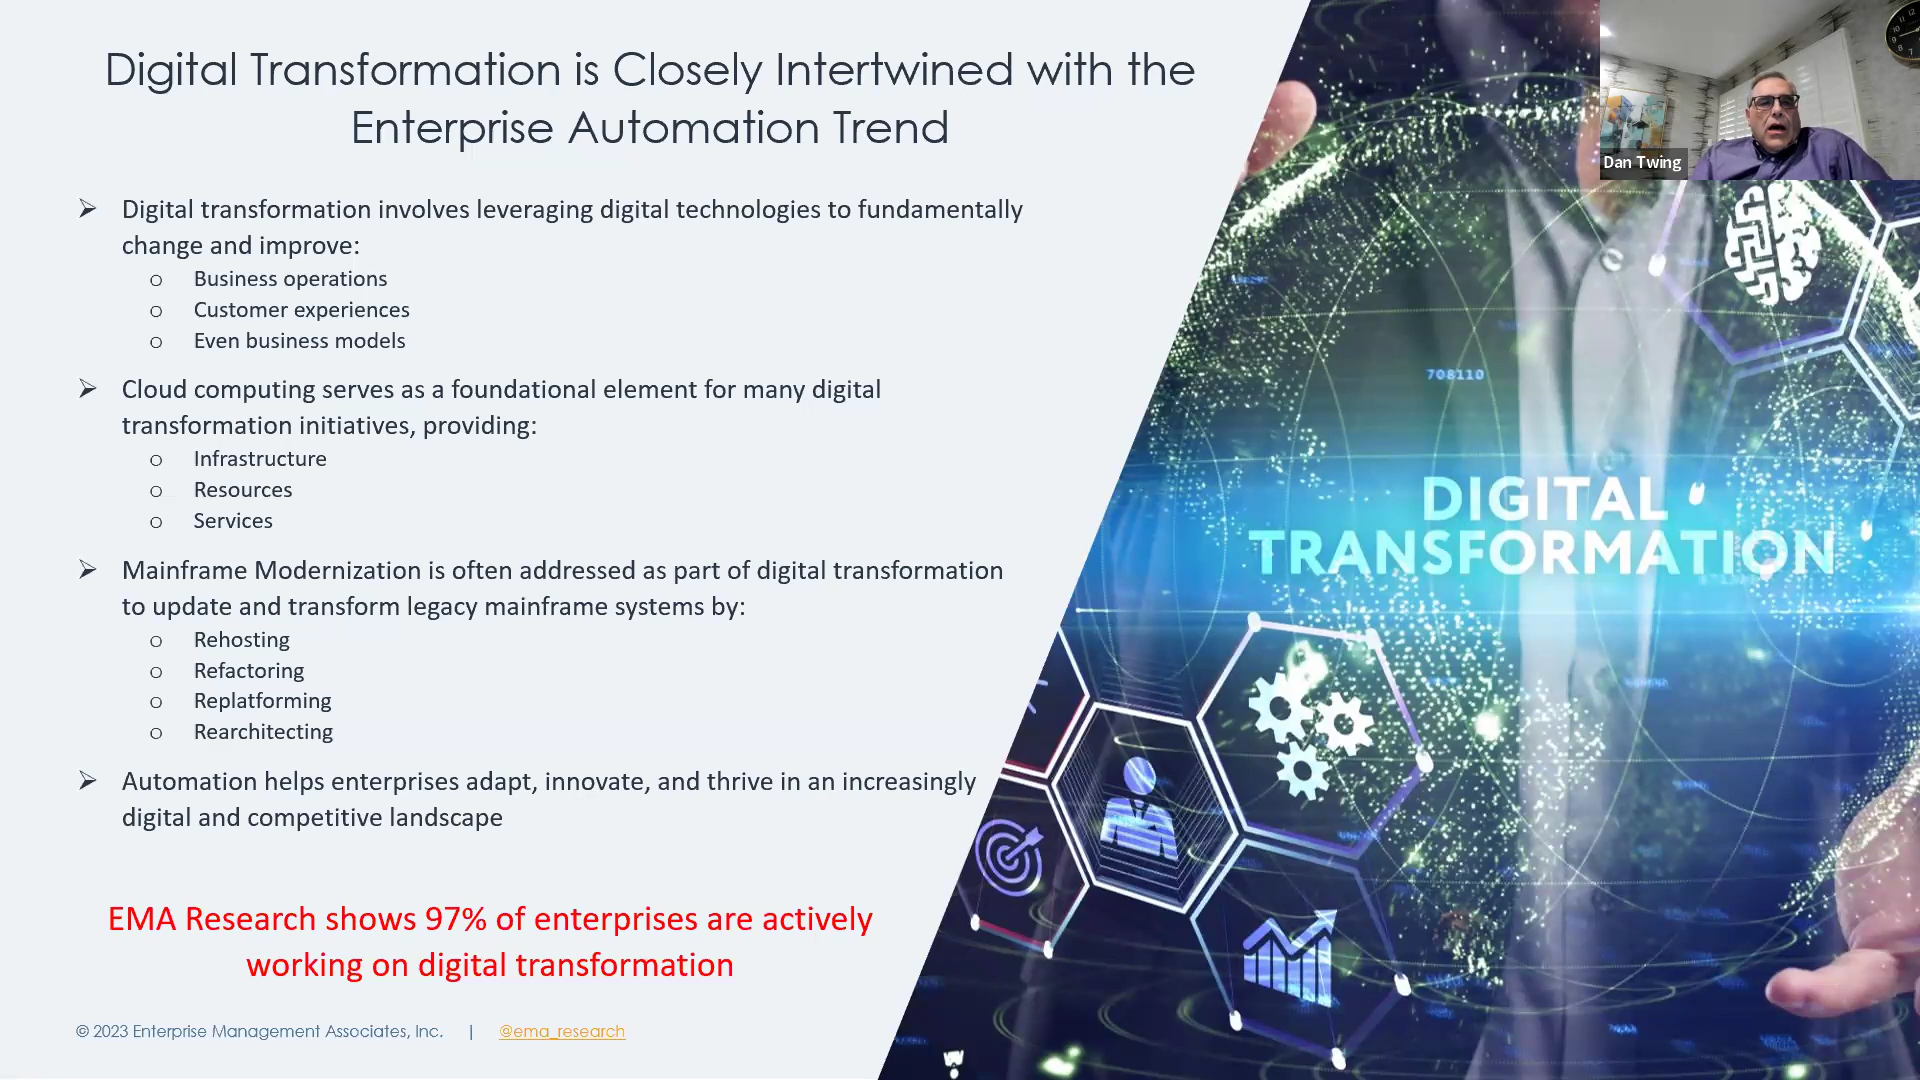 Digital Transformation is Closely Intertwined with the
Enterprise Automation Trend
Digital transformation involves leveraging digital technologies to fundamentally
change and improve:
Business operations
Customer experiences
Even business models
Cloud computing serves as a foundational element for many digital
transformation initiatives, providing:
Infrastructure
Resources
Services
Mainframe Modernization is often addressed as part of digital transformation
to update and transform legacy mainframe systems by:
Rehosting
Refactoring
Replatforming
Rearchitecting
Automation helps enterprises adapt, innovate, and thrive in an increasingly
digital and competitive landscape
EMA Research shows 97% of enterprises are actively
working on digital transformation
© 2023 Enterprise Management Associates, Inc. | @ema_research
Dan Twing
708110
DIGITAL
TRANSFORMATION